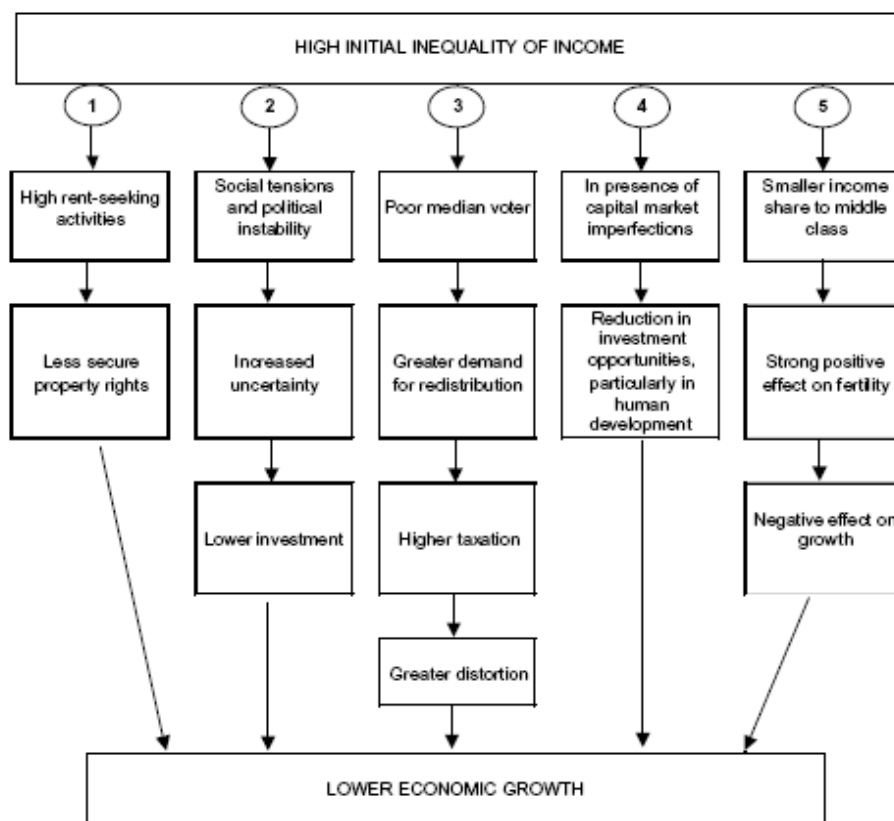 HIGH INITIAL INEQUALITY OF INCOME
1
2
3
4
5
High rent-seeking
activities
Social tensions
and political
instability
Poor median voter
In presence of
capital market
imperfections
Smaller income
share to middle
class
Less secure
property rights
Increased
uncertainty
Greater demand
for redistribution
Reduction in
investment
opportunities,
particularly in
human
development
Strong positive
effect on fertility
Lower investment
Higher taxation
Negative effect on
growth
Greater distortion
LOWER ECONOMIC GROWTH